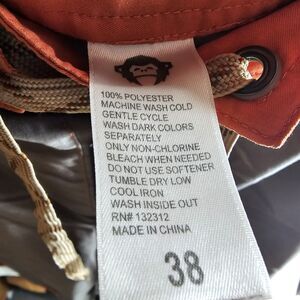 100% POLYESTER
MACHINE WASH COLD
GENTLE CYCLE
WASH DARK COLORS
SEPARATELY
ONLY NON-CHLORINE
BLEACH WHEN NEEDED
DO NOT USE SOFTENER
TUMBLE DRY LOW
COOL IRON
WASH INSIDE OUT
RN# 132312
MADE IN CHINA
38